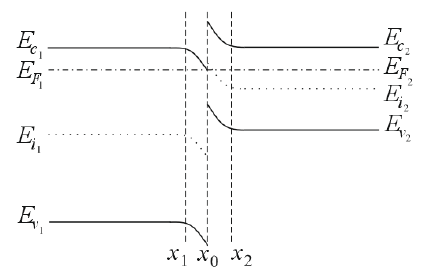 E_{c_1} E_{c_2}
E_{F_1} E_{F_2}
E_{i_2}
E_{i_1} E_{v_2}
E_{v_1}
x_1 x_0 x_2